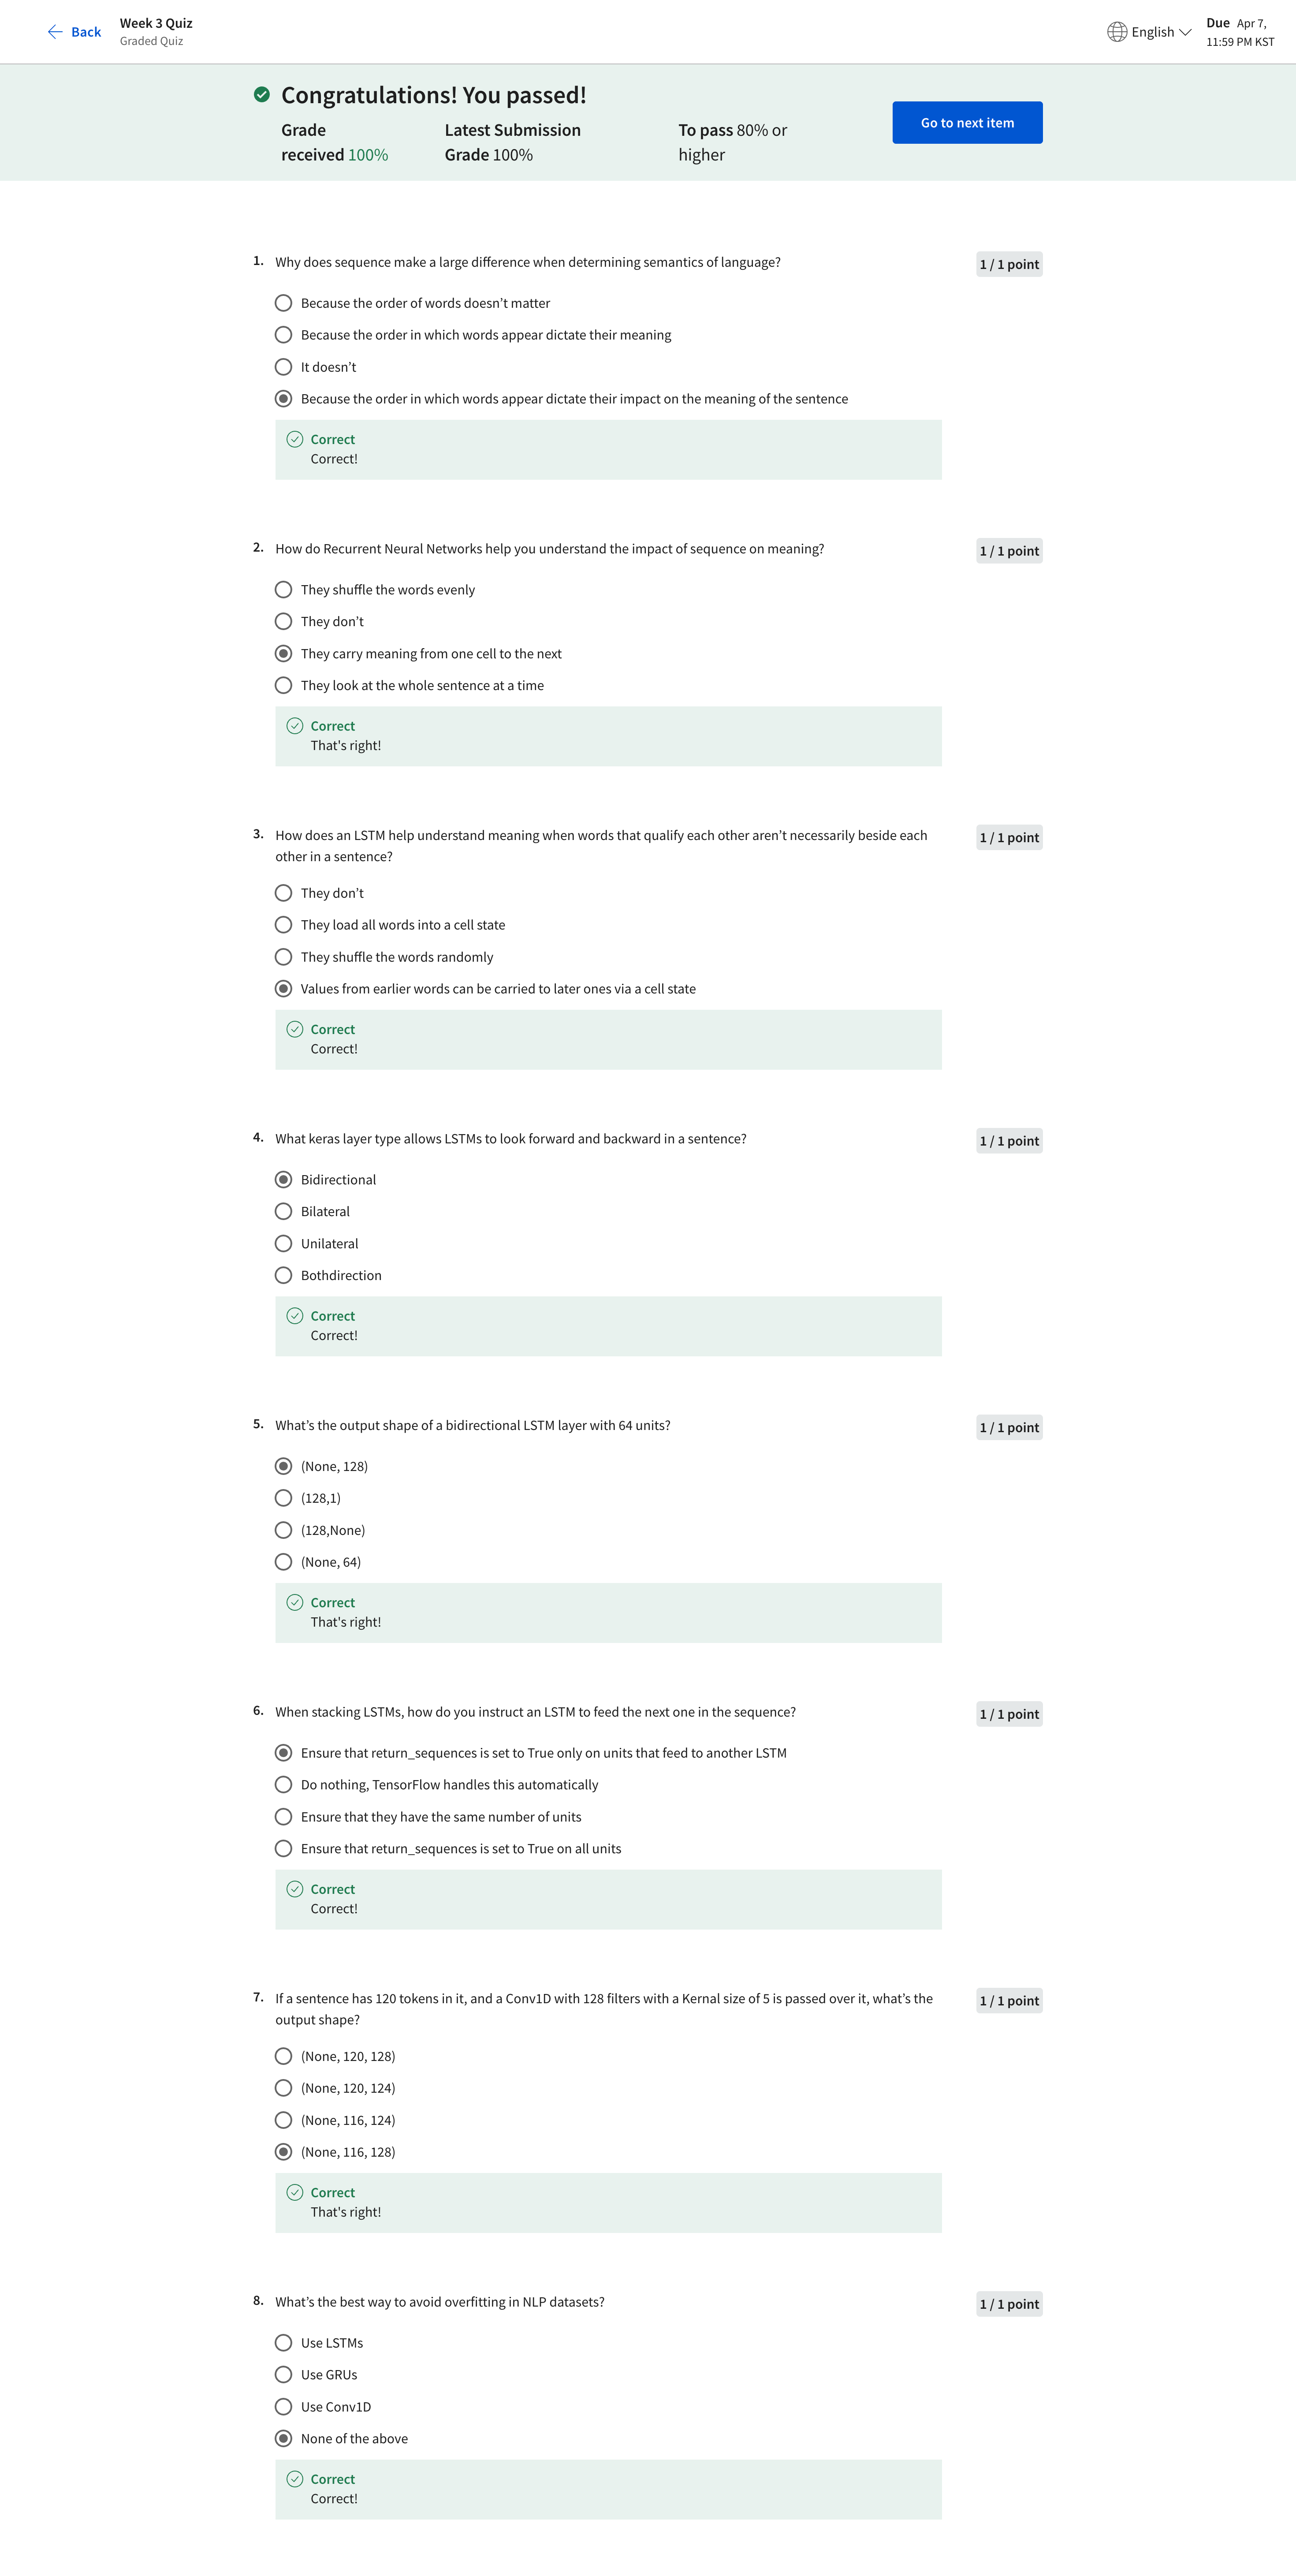 Back
Week 3 Quiz
Graded Quiz
English
Due Apr 7,
11:59 PM KST
Congratulations! You passed!
Grade
received 100%
Latest Submission
Grade 100%
To pass 80% or
higher
Go to next item
1. Why does sequence make a large difference when determining semantics of language?
1 / 1 point
Because the order of words doesn’t matter
Because the order in which words appear dictate their meaning
It doesn’t
Because the order in which words appear dictate their impact on the meaning of the sentence
Correct
Correct!
2. How do Recurrent Neural Networks help you understand the impact of sequence on meaning?
1 / 1 point
They shuffle the words evenly
They don’t
They carry meaning from one cell to the next
They look at the whole sentence at a time
Correct
That's right!
3. How does an LSTM help understand meaning when words that qualify each other aren’t necessarily beside each
other in a sentence?
1 / 1 point
They don’t
They load all words into a cell state
They shuffle the words randomly
Values from earlier words can be carried to later ones via a cell state
Correct
Correct!
4. What keras layer type allows LSTMs to look forward and backward in a sentence?
1 / 1 point
Bidirectional
Bilateral
Unilateral
Bothdirection
Correct
Correct!
5. What’s the output shape of a bidirectional LSTM layer with 64 units?
1 / 1 point
(None, 128)
(128,1)
(128,None)
(None, 64)
Correct
That's right!
6. When stacking LSTMs, how do you instruct an LSTM to feed the next one in the sequence?
1 / 1 point
Ensure that return_sequences is set to True only on units that feed to another LSTM
Do nothing, TensorFlow handles this automatically
Ensure that they have the same number of units
Ensure that return_sequences is set to True on all units
Correct
Correct!
7. If a sentence has 120 tokens in it, and a Conv1D with 128 filters with a Kernal size of 5 is passed over it, what’s the
output shape?
1 / 1 point
(None, 120, 128)
(None, 120, 124)
(None, 116, 124)
(None, 116, 128)
Correct
That's right!
8. What’s the best way to avoid overfitting in NLP datasets?
1 / 1 point
Use LSTMs
Use GRUs
Use Conv1D
None of the above
Correct
Correct!